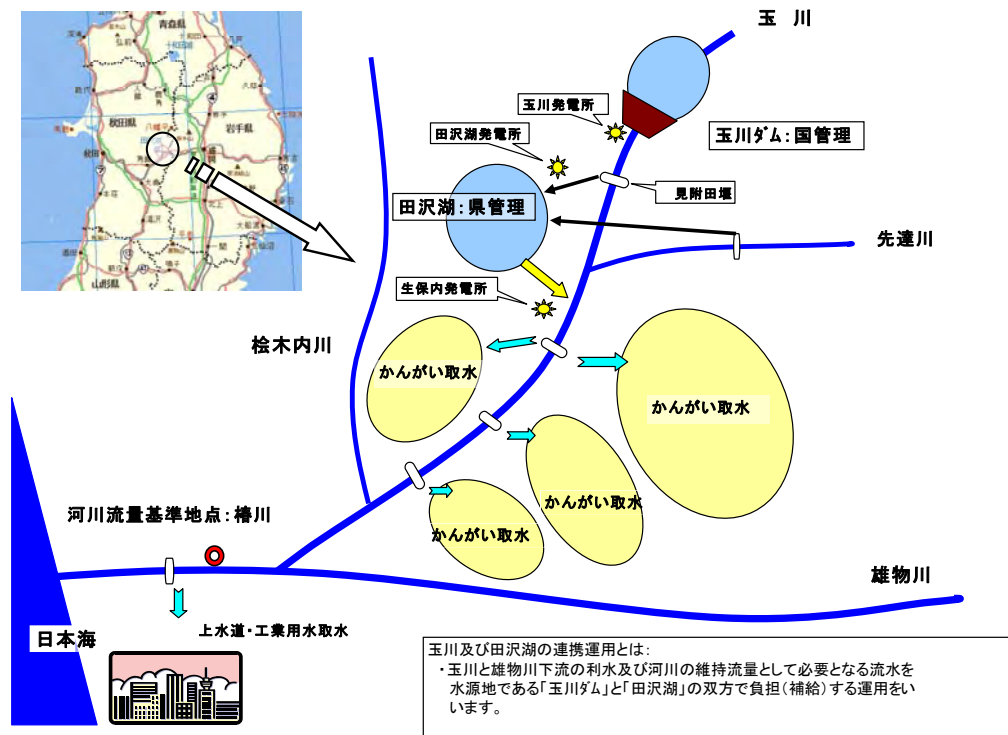 玉　川
玉川発電所
田沢湖発電所
玉川ダム：国管理
見附田堰
田沢湖：県管理
先達川
生保内発電所
桧木内川
かんがい取水
かんがい取水
かんがい取水
かんがい取水
河川流量基準地点：椿川
雄物川
上水道・工業用水取水
日本海
玉川及び田沢湖の連携運用とは：
・玉川と雄物川下流の利水及び河川の維持流量として必要となる流水を
水源地である「玉川ダム」と「田沢湖」の双方で負担（補給）する運用をい
います。
青森県
秋田県
岩手県
山形県
秋田